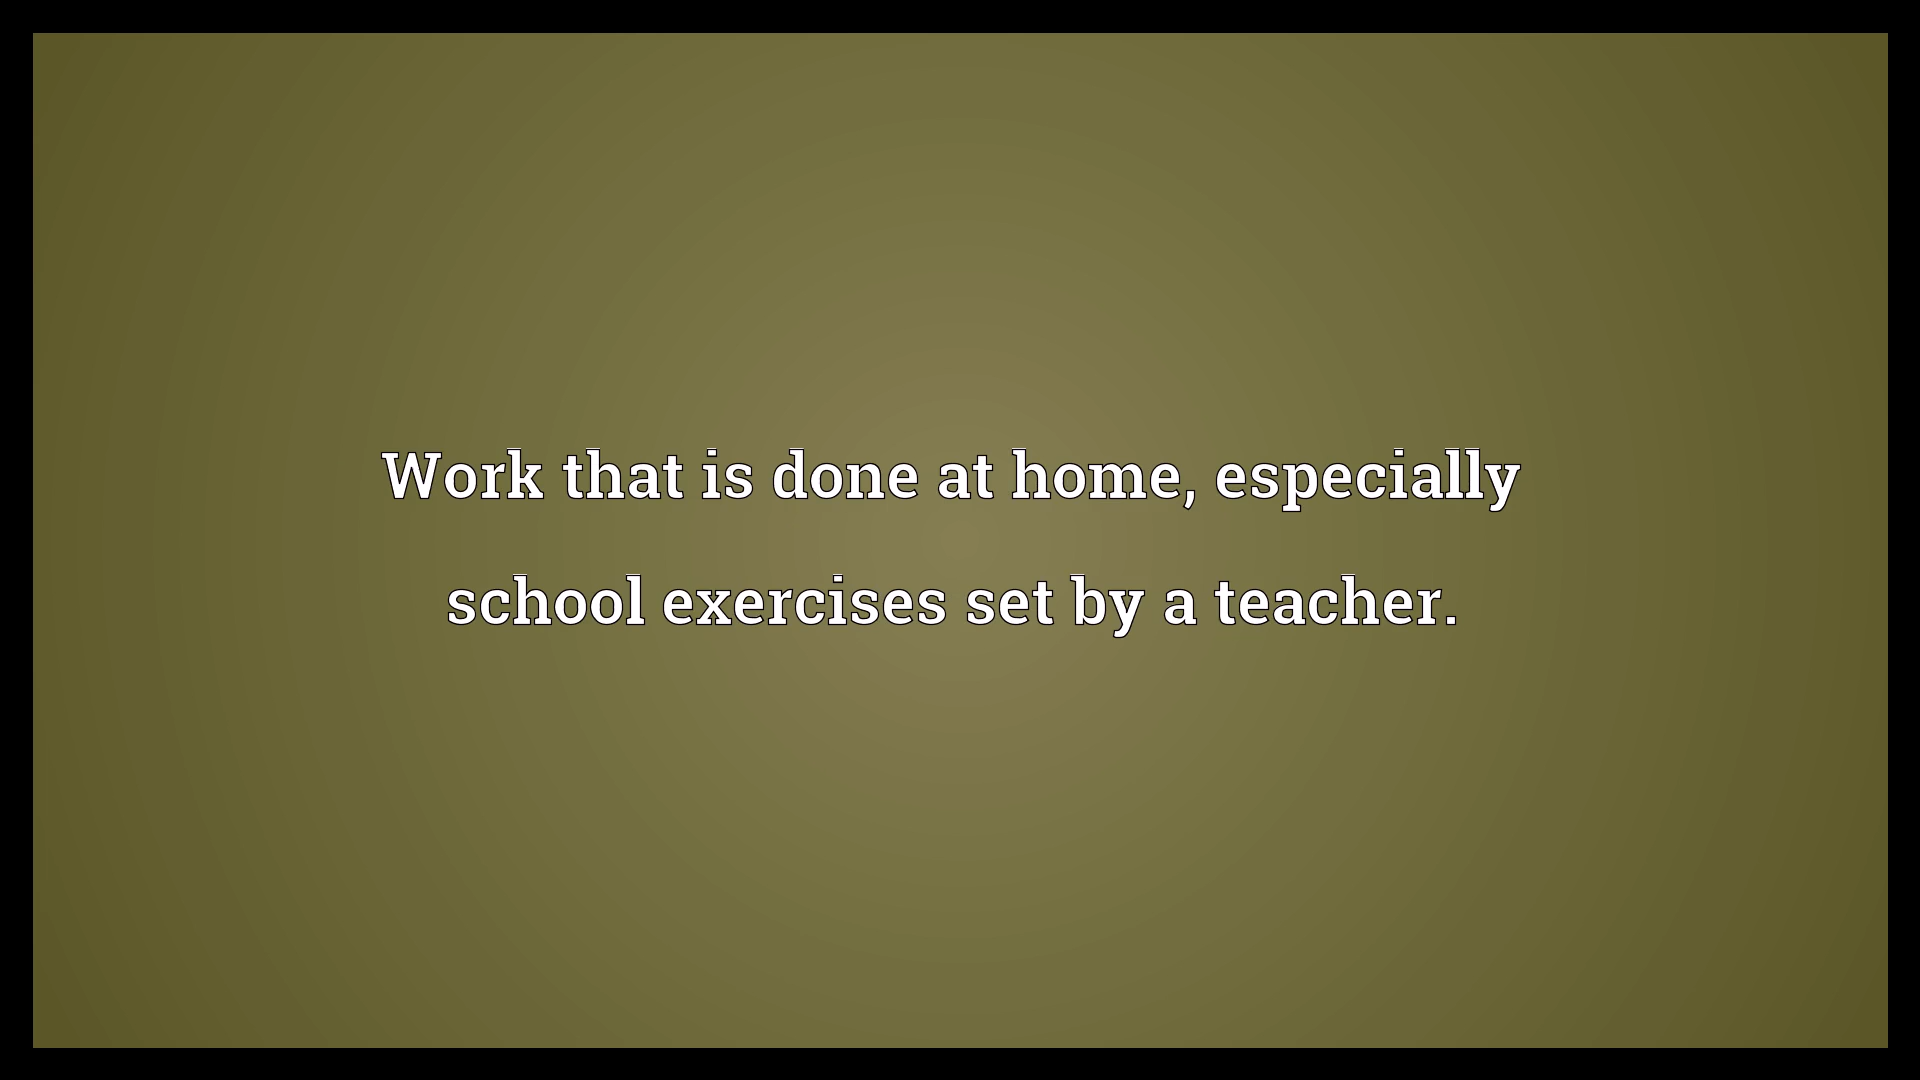 Work that is done at home, especially
school exercises set by a teacher.